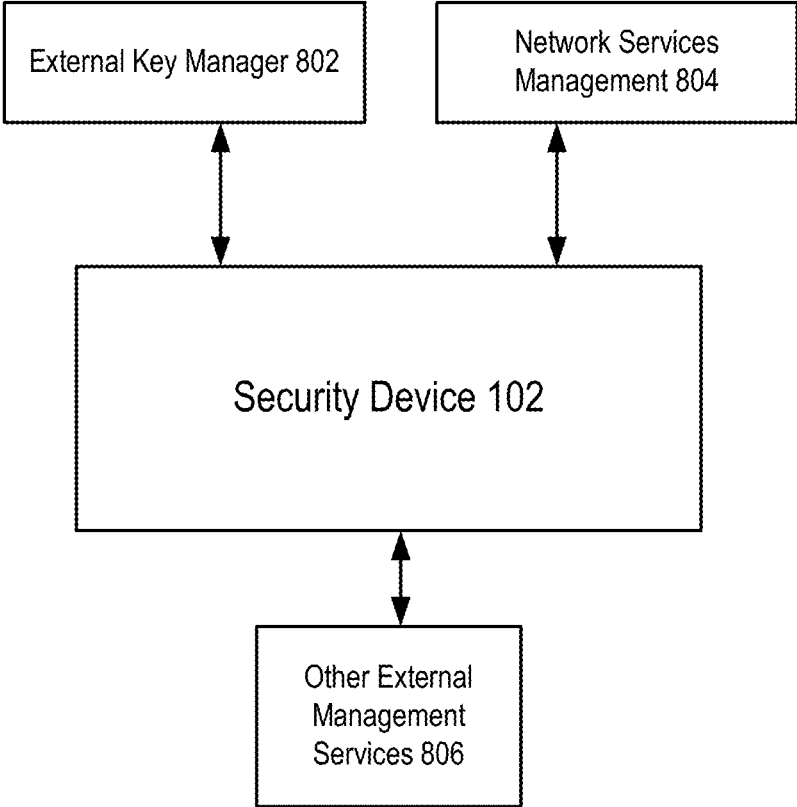 External Key Manager 802
Network Services
Management 804
Security Device 102
Other External
Management
Services 806